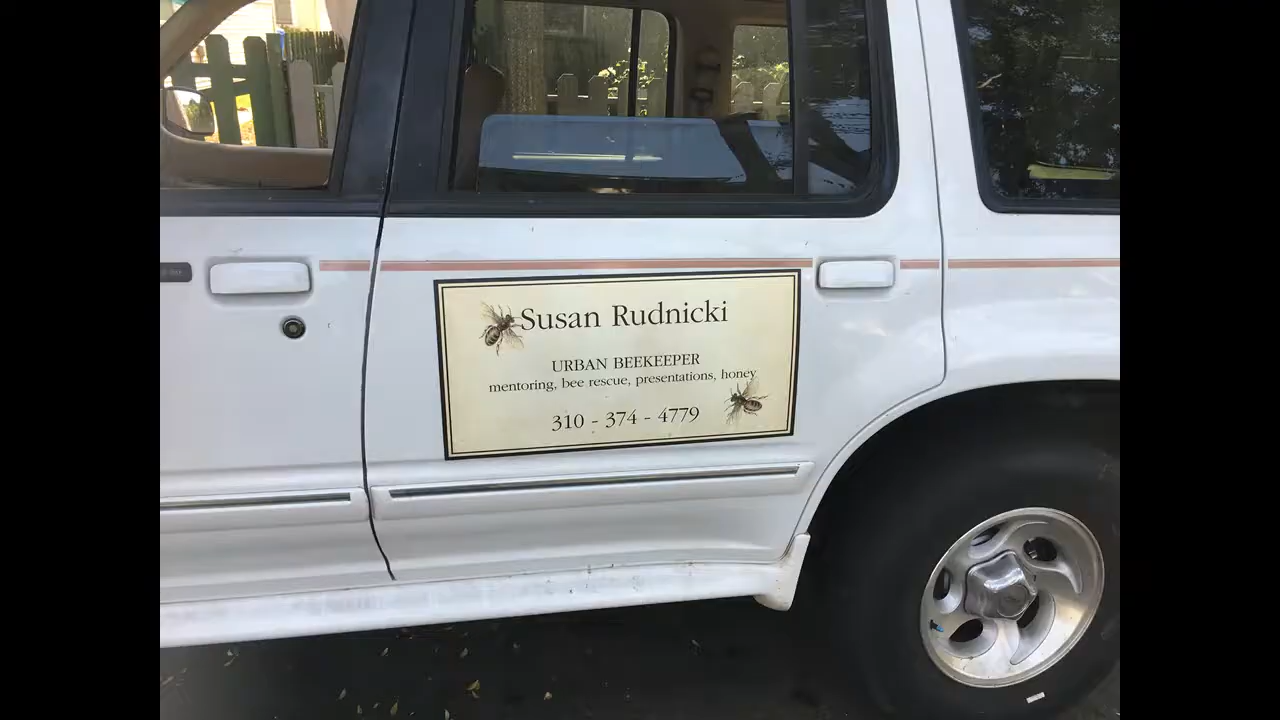 Susan Rudnicki
URBAN BEEKEEPER
mentoring, bee rescue, presentations, honey
310 - 374 - 4779